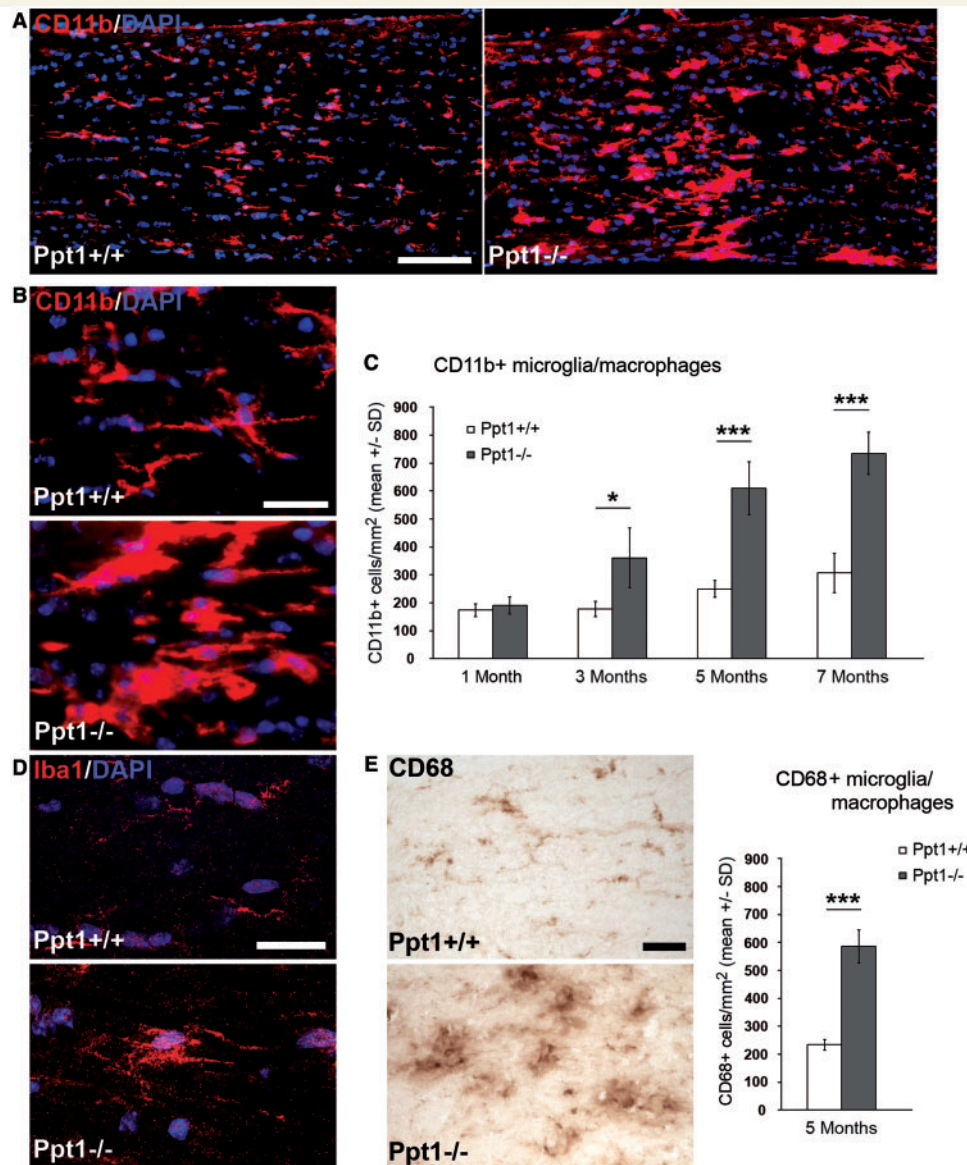 A
CD11b/DAPI
Ppt1+/+
Ppt1-/-
B
CD11b/DAPI
Ppt1+/+
Ppt1-/-
C
CD11b+ microglia/macrophages
CD11b+ cells/mm² (mean +/- SD)
900
800
700
600
500
400
300
200
100
0
Ppt1+/+
Ppt1-/-
*
***
***
1 Month
3 Months
5 Months
7 Months
D
Iba1/DAPI
Ppt1+/+
Ppt1-/-
E
CD68
Ppt1+/+
Ppt1-/-
CD68+ microglia/
macrophages
Ppt1+/+
Ppt1-/-
CD68+ cells/mm² (mean +/- SD)
900
800
700
600
500
400
300
200
100
0
***
5 Months